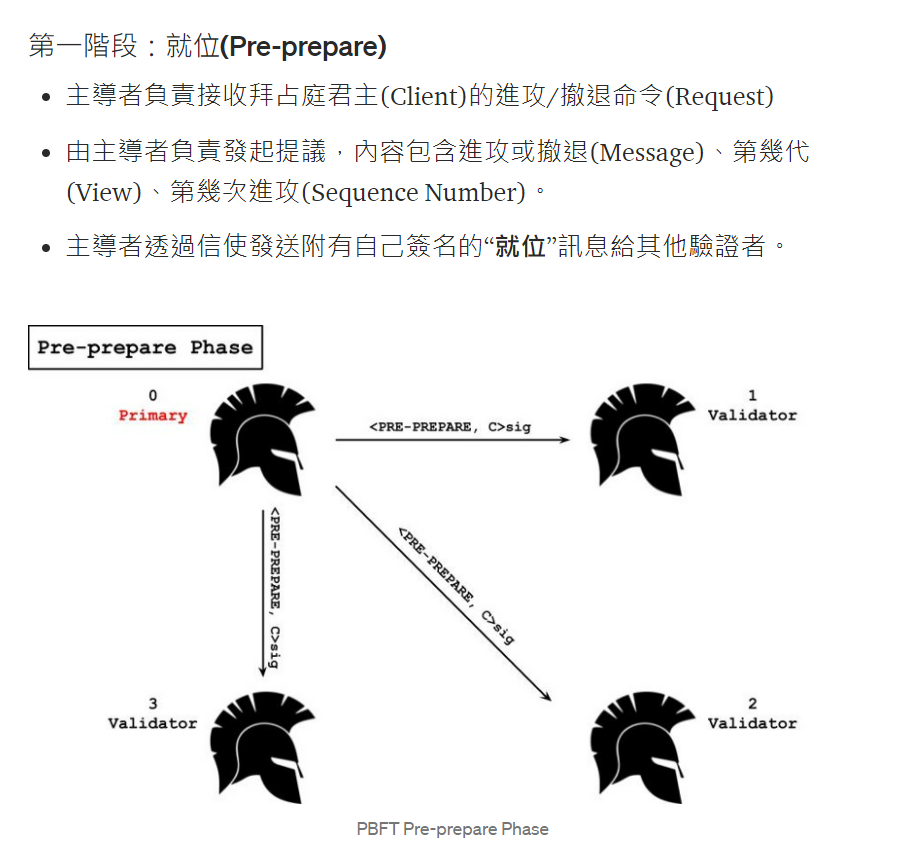 第一階段：就位(Pre-prepare)
• 主導者負責接收拜占庭君主(Client)的進攻/撤退命令(Request)
• 由主導者負責發起提議，內容包含進攻或撤退(Message)、第幾代
(View)、第幾次進攻(Sequence Number)。
• 主導者透過信使發送附有自己簽名的“就位”訊息給其他驗證者。
Pre-prepare Phase
0
Primary
<PRE-PREPARE, C>sig
1
Validator
<PRE-PREPARE, C>sig
<PRE-PREPARE, C>sig
3
Validator
2
Validator
PBFT Pre-prepare Phase